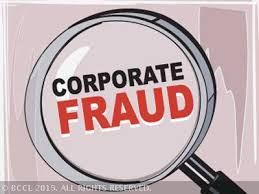 CORPORATE
FRAUD
© BCCL 2015. ALL RIGHTS RESERVED.